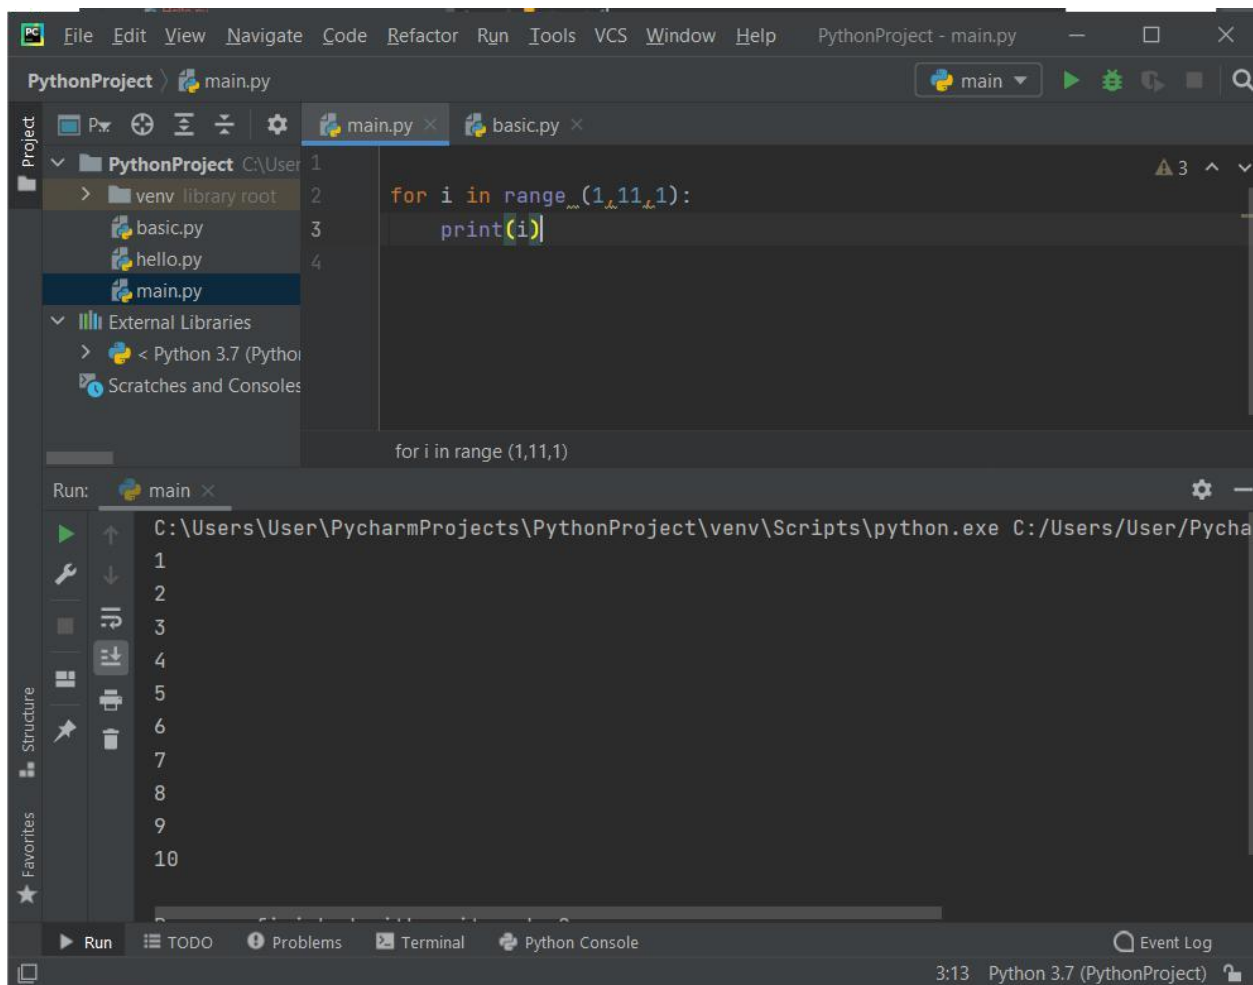 PC File Edit View Navigate Code Refactor Run Tools VCS Window Help PythonProject - main.py
PythonProject main.py main
Project
main.py basic.py
PythonProject C:\User
venv library root
basic.py
hello.py
main.py
External Libraries
< Python 3.7 (Pytho
Scratches and Consoles
3
1
2 for i in range (1,11,1):
3 print(i)
4
for i in range (1,11,1)
Run: main
C:\Users\User\PycharmProjects\PythonProject\venv\Scripts\python.exe C:/Users/User/Pycha
1
2
3
4
5
6
7
8
9
10
Structure
Favorites
Run TODO Problems Terminal Python Console Event Log
3:13 Python 3.7 (PythonProject)